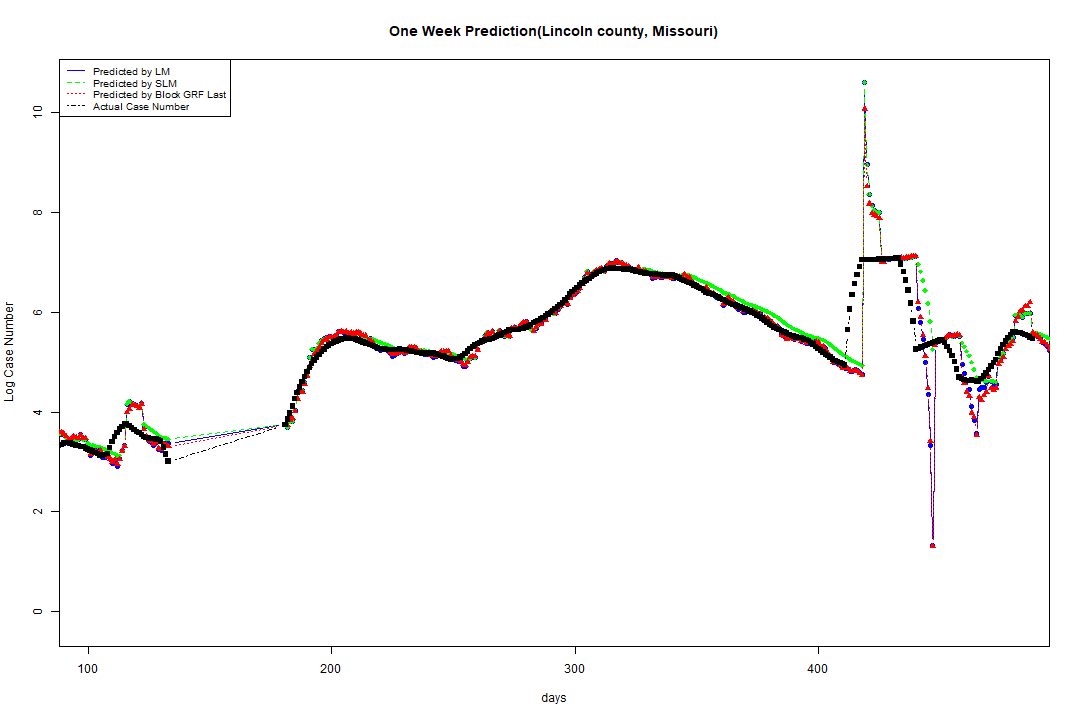 One Week Prediction(Lincoln county, Missouri)
Predicted by LM
Predicted by SLM
Predicted by Block GRF Last
Actual Case Number
Log Case Number
10
8
6
4
2
0
100 200 300 400
days